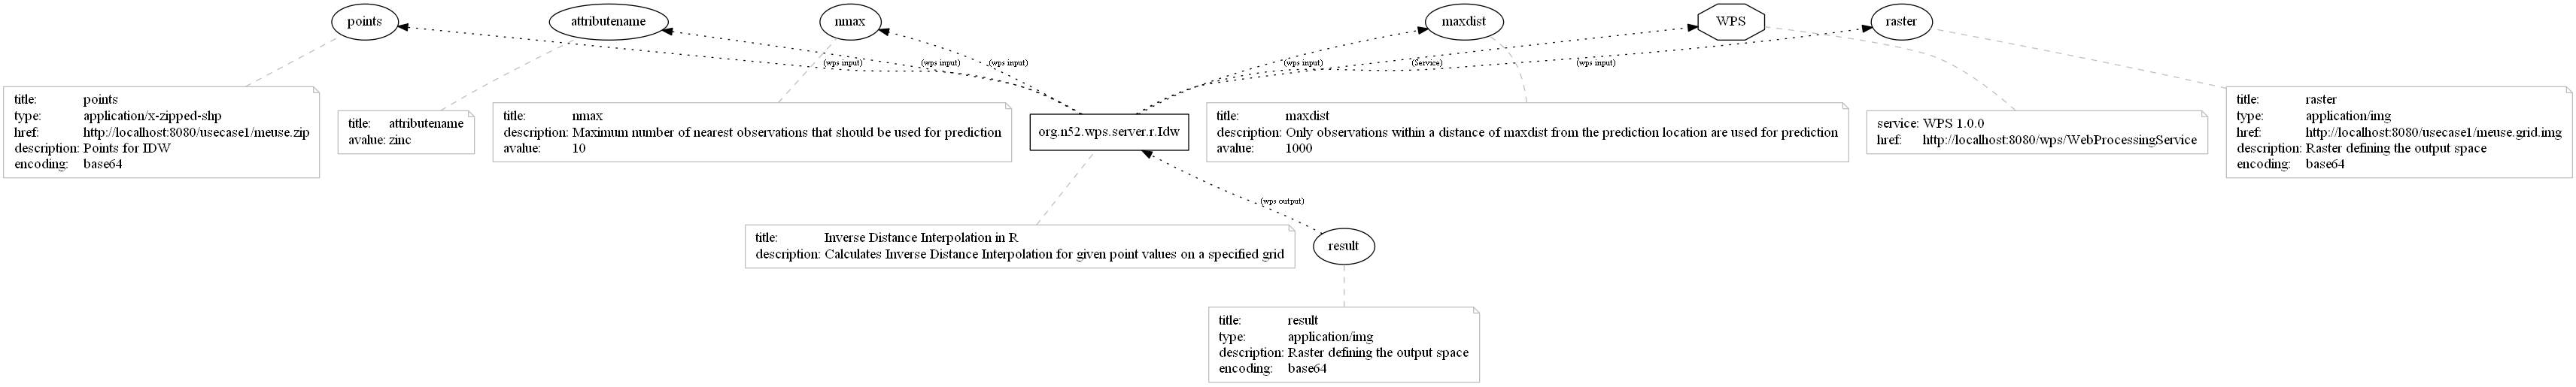 points
attributename
nmax
maxdist
WPS
raster
(wps input)
(wps input)
(wps input)
(wps input)
(Service)
(wps input)
title: points
type: application/x-zipped-shp
href: http://localhost:8080/usecase1/meuse.zip
description: Points for IDW
encoding: base64
title: attributename
avalue: zinc
title: nmax
description: Maximum number of nearest observations that should be used for prediction
avalue: 10
org.n52.wps.server.r.Idw
title: maxdist
description: Only observations within a distance of maxdist from the prediction location are used for prediction
avalue: 1000
service: WPS 1.0.0
href: http://localhost:8080/wps/WebProcessingService
title: raster
type: application/img
href: http://localhost:8080/usecase1/meuse.grid.img
description: Raster defining the output space
encoding: base64
(wps output)
title: Inverse Distance Interpolation in R
description: Calculates Inverse Distance Interpolation for given point values on a specified grid
result
title: result
type: application/img
description: Raster defining the output space
encoding: base64